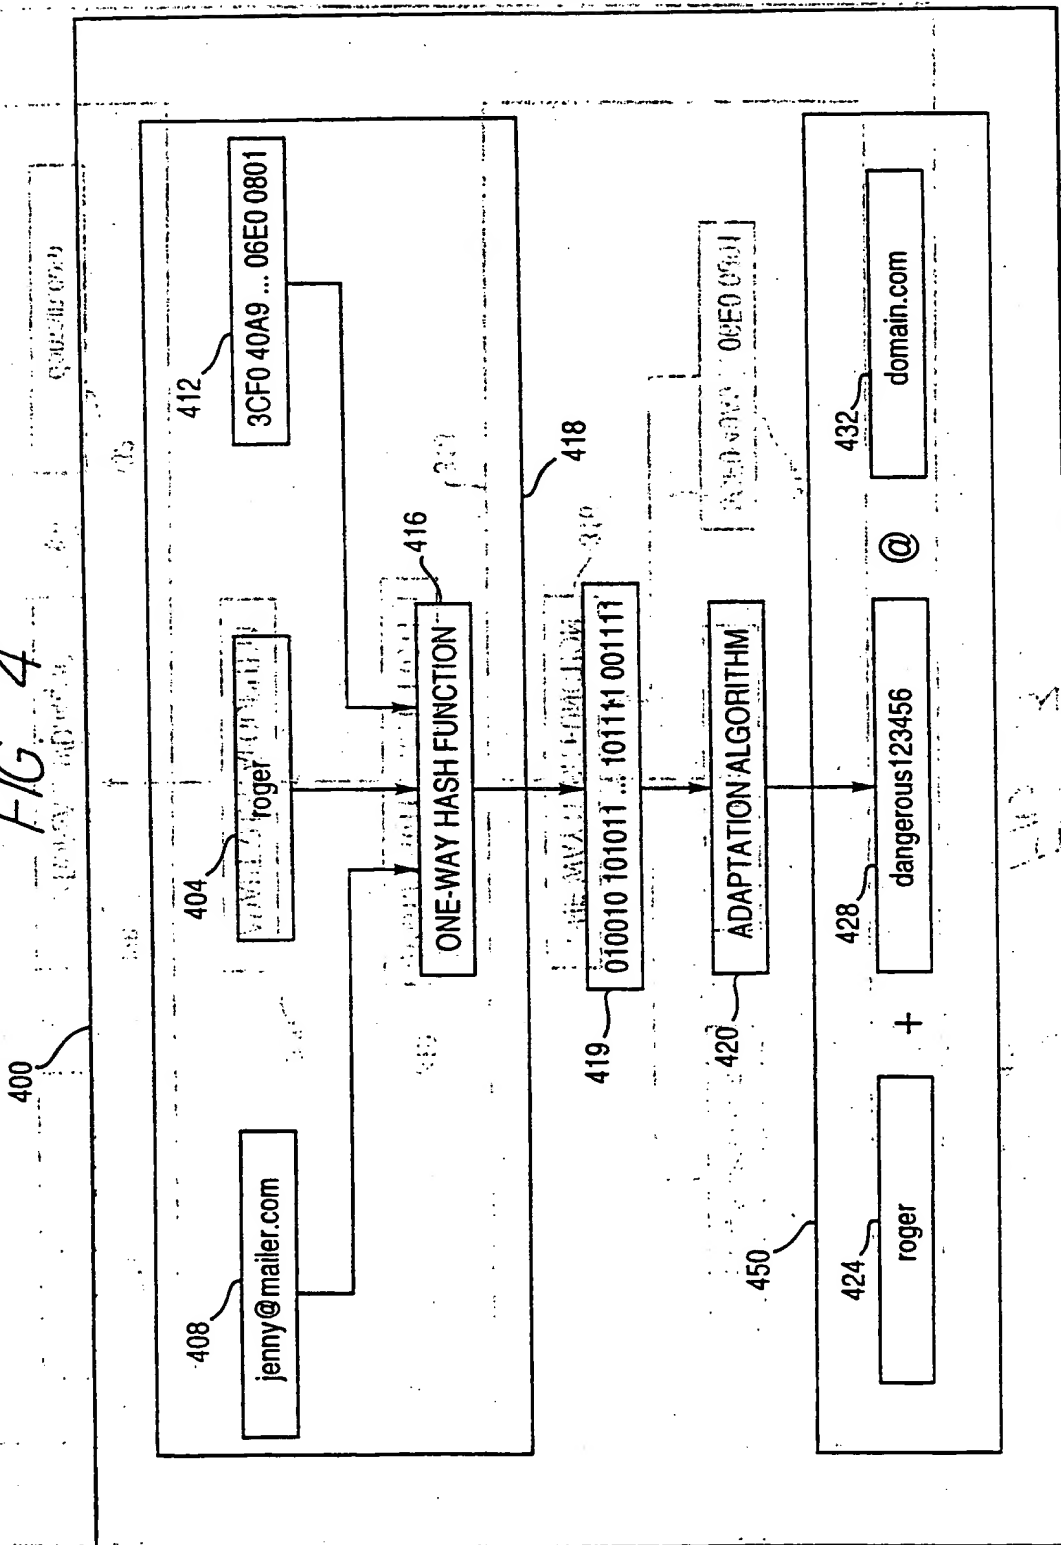 FIG. 4
400
408
404
412
jenny@mailer.com
roger
3CF0 40A9 ... 06E0 0801
416
ONE-WAY HASH FUNCTION
418
419
010010 101011 ... 101111 001111
420
ADAPTATION ALGORITHM
450
424
428
432
roger + dangerous123456 @ domain.com